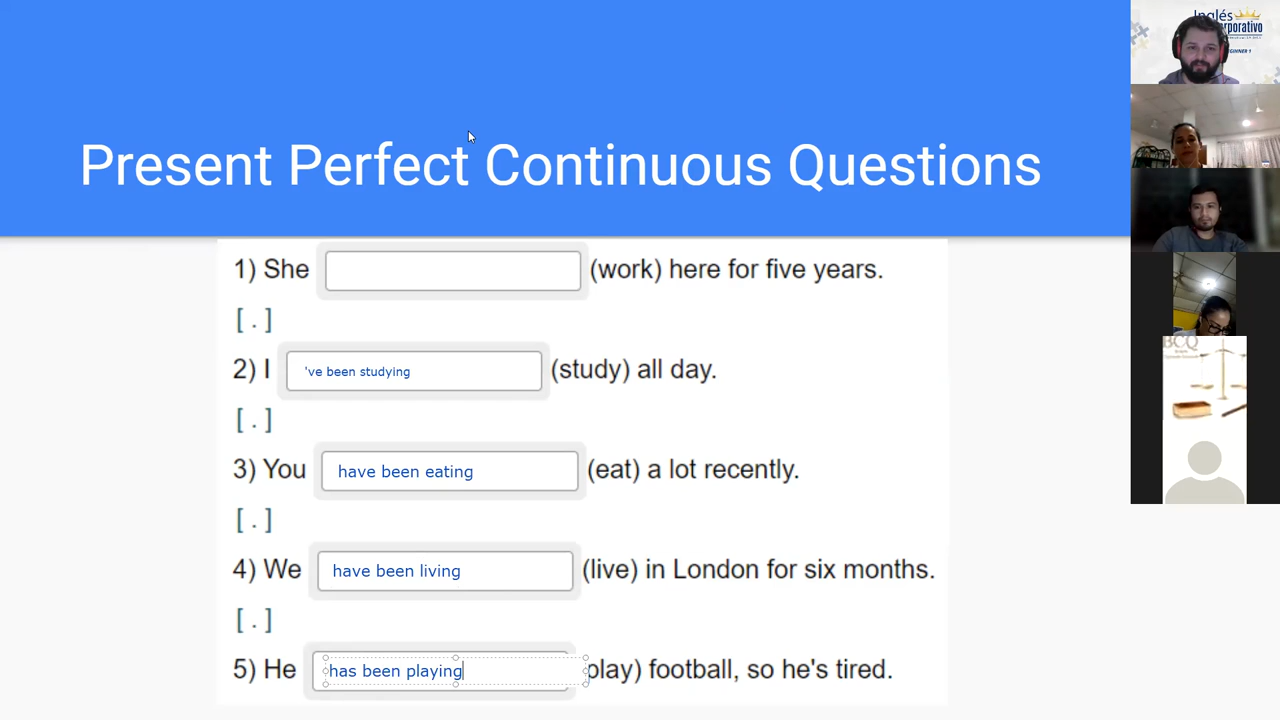 Present Perfect Continuous Questions
1) She (work) here for five years.
[ . ]
2) I 've been studying (study) all day.
[ . ]
3) You have been eating (eat) a lot recently.
[ . ]
4) We have been living (live) in London for six months.
[ . ]
5) He has been playing play) football, so he's tired.
Inglés
BCQ